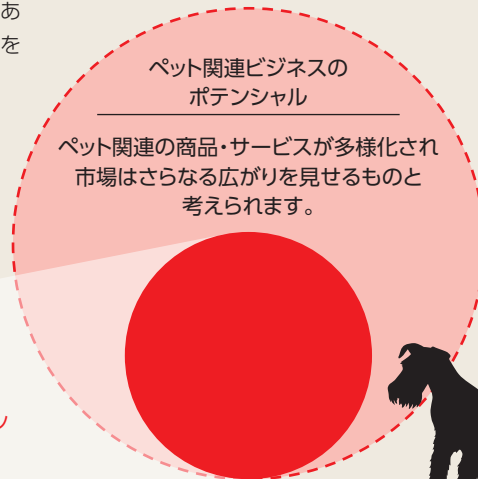 あ
を
ペット関連ビジネスの
ポテンシャル
ペット関連の商品・サービスが多様化され
市場はさらなる広がりを見せるものと
考えられます。